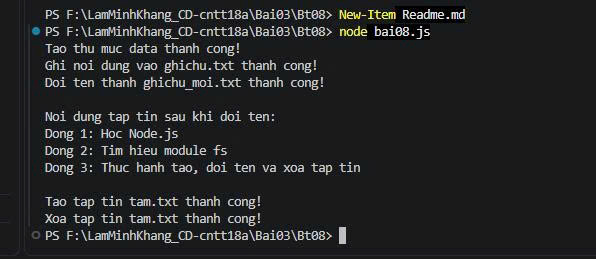 PS F:\LamMinhKhang_CD-cntt18a\Bai03\Bt08> New-Item Readme.md
PS F:\LamMinhKhang_CD-cntt18a\Bai03\Bt08> node bai08.js
Tao thu muc data thanh cong!
Ghi noi dung vao ghichu.txt thanh cong!
Doi ten thanh ghichu_moi.txt thanh cong!

Noi dung tap tin sau khi doi ten:
Dong 1: Hoc Node.js
Dong 2: Tim hieu module fs
Dong 3: Thuc hanh tao, doi ten va xoa tap tin

Tao tap tin tam.txt thanh cong!
Xoa tap tin tam.txt thanh cong!
PS F:\LamMinhKhang_CD-cntt18a\Bai03\Bt08>